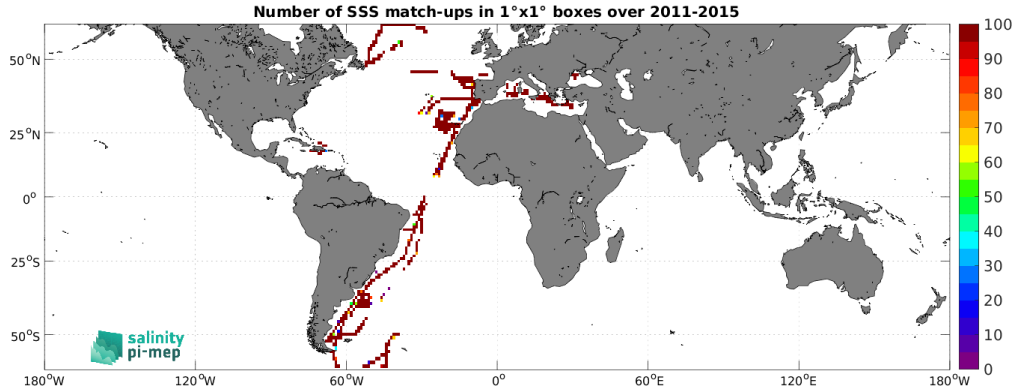 Number of SSS match-ups in 1°x1° boxes over 2011-2015
100
90
80
70
60
50
40
30
20
10
0
50°N
25°N
0°
25°S
50°S
salinity
pi-mep
180°W 120°W 60°W 0° 60°E 120°E 180°W